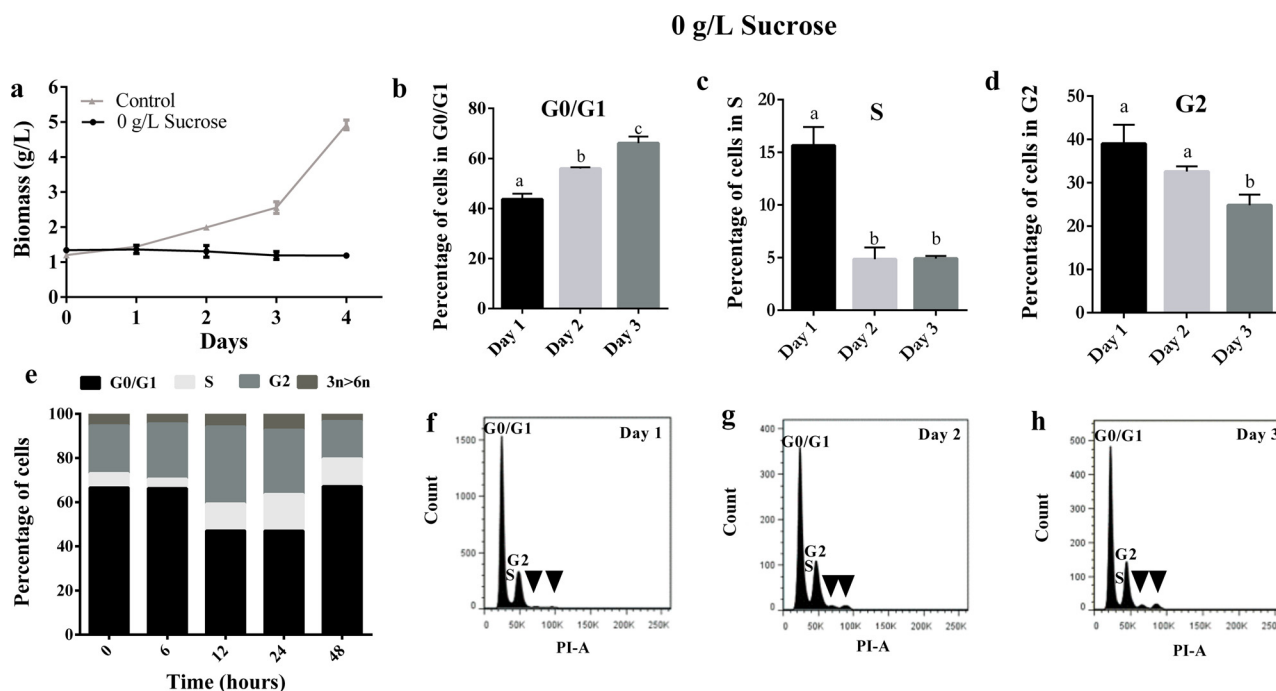 0 g/L Sucrose
a
Biomass (g/L)
6
5
4
3
2
1
0
Control
0 g/L Sucrose
0 1 2 3 4
Days
b
G0/G1
Percentage of cells in G0/G1
80
60
40
20
0
a
b
c
Day 1 Day 2 Day 3
c
S
Percentage of cells in S
20
15
10
5
0
a
b
b
Day 1 Day 2 Day 3
d
G2
Percentage of cells in G2
50
40
30
20
10
0
a
a
b
Day 1 Day 2 Day 3
e
G0/G1 S G2 3n>6n
Percentage of cells
100
80
60
40
20
0
0 6 12 24 48
Time (hours)
f
Day 1
G0/G1
G2
S
Count
1500
1000
500
0
0 50K 100K 150K 200K 250K
PI-A
g
Day 2
G0/G1
G2
S
Count
400
300
200
100
0
0 50K 100K 150K 200K 250K
PI-A
h
Day 3
G0/G1
G2
S
Count
500
400
300
200
100
0
0 50K 100K 150K 200K 250K
PI-A